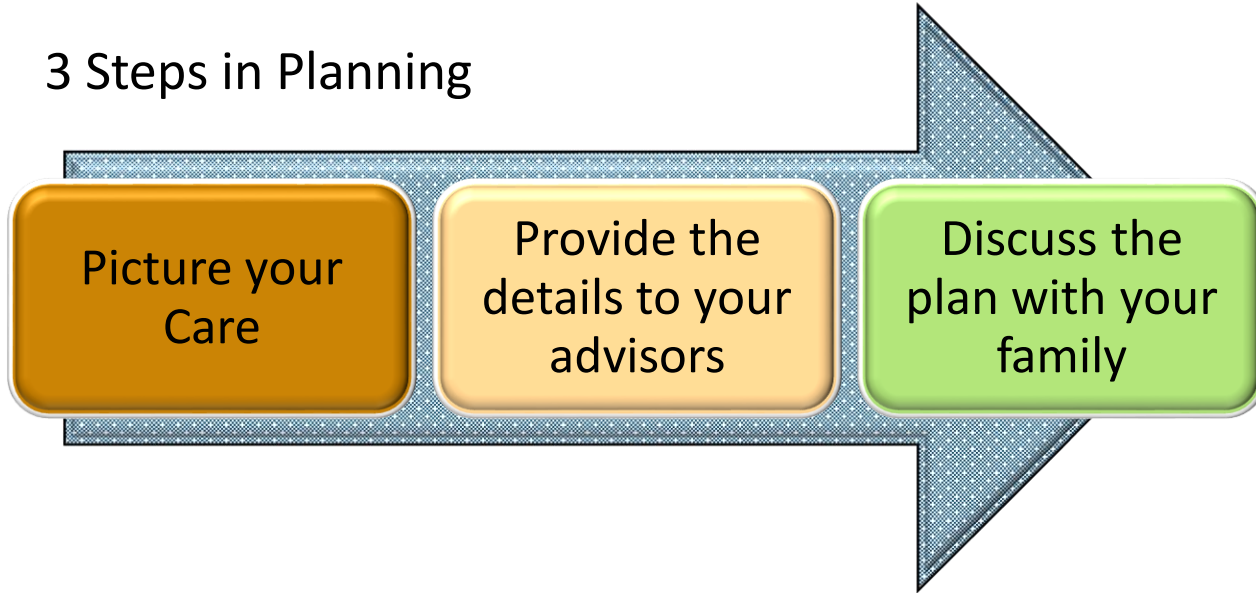 3 Steps in Planning
Picture your
Care
Provide the
details to your
advisors
Discuss the
plan with your
family